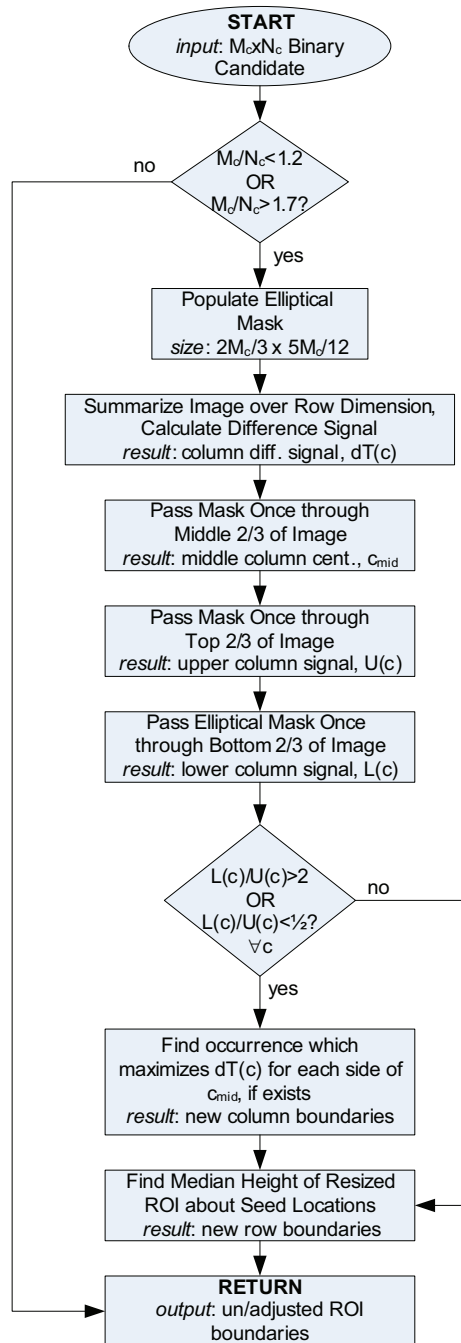 START
input: McxNc Binary
Candidate
Mc/Nc<1.2
OR
Mc/Nc>1.7?
no
yes
Populate Elliptical
Mask
size: 2Mc/3 x 5Mc/12
Summarize Image over Row Dimension,
Calculate Difference Signal
result: column diff. signal, dT(c)
Pass Mask Once through
Middle 2/3 of Image
result: middle column cent., cmid
Pass Mask Once through
Top 2/3 of Image
result: upper column signal, U(c)
Pass Elliptical Mask Once
through Bottom 2/3 of Image
result: lower column signal, L(c)
L(c)/U(c)>2
OR
L(c)/U(c)<½?
∀c
no
yes
Find occurrence which
maximizes dT(c) for each side of
cmid, if exists
result: new column boundaries
Find Median Height of Resized
ROI about Seed Locations
result: new row boundaries
RETURN
output: un/adjusted ROI
boundaries